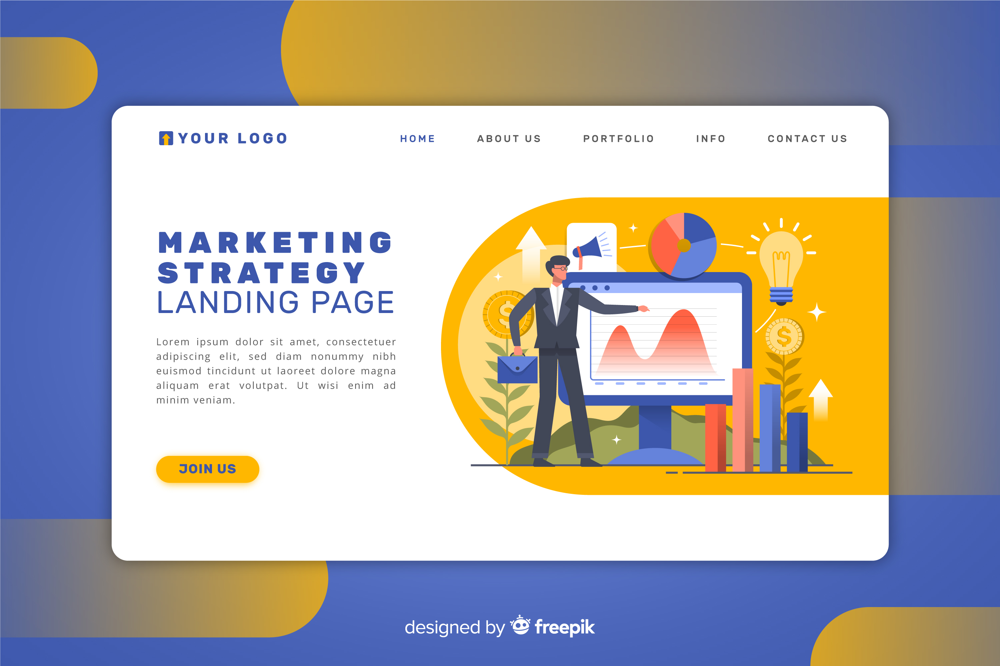 YOUR LOGO
HOME ABOUT US PORTFOLIO INFO CONTACT US
MARKETING
STRATEGY
LANDING PAGE
Lorem ipsum dolor sit amet, consectetuer
adipiscing elit, sed diam nonummy nibh
euismod tincidunt ut laoreet dolore magna
aliquam erat volutpat. Ut wisi enim ad
minim veniam.
JOIN US
$
$
designed by freepik